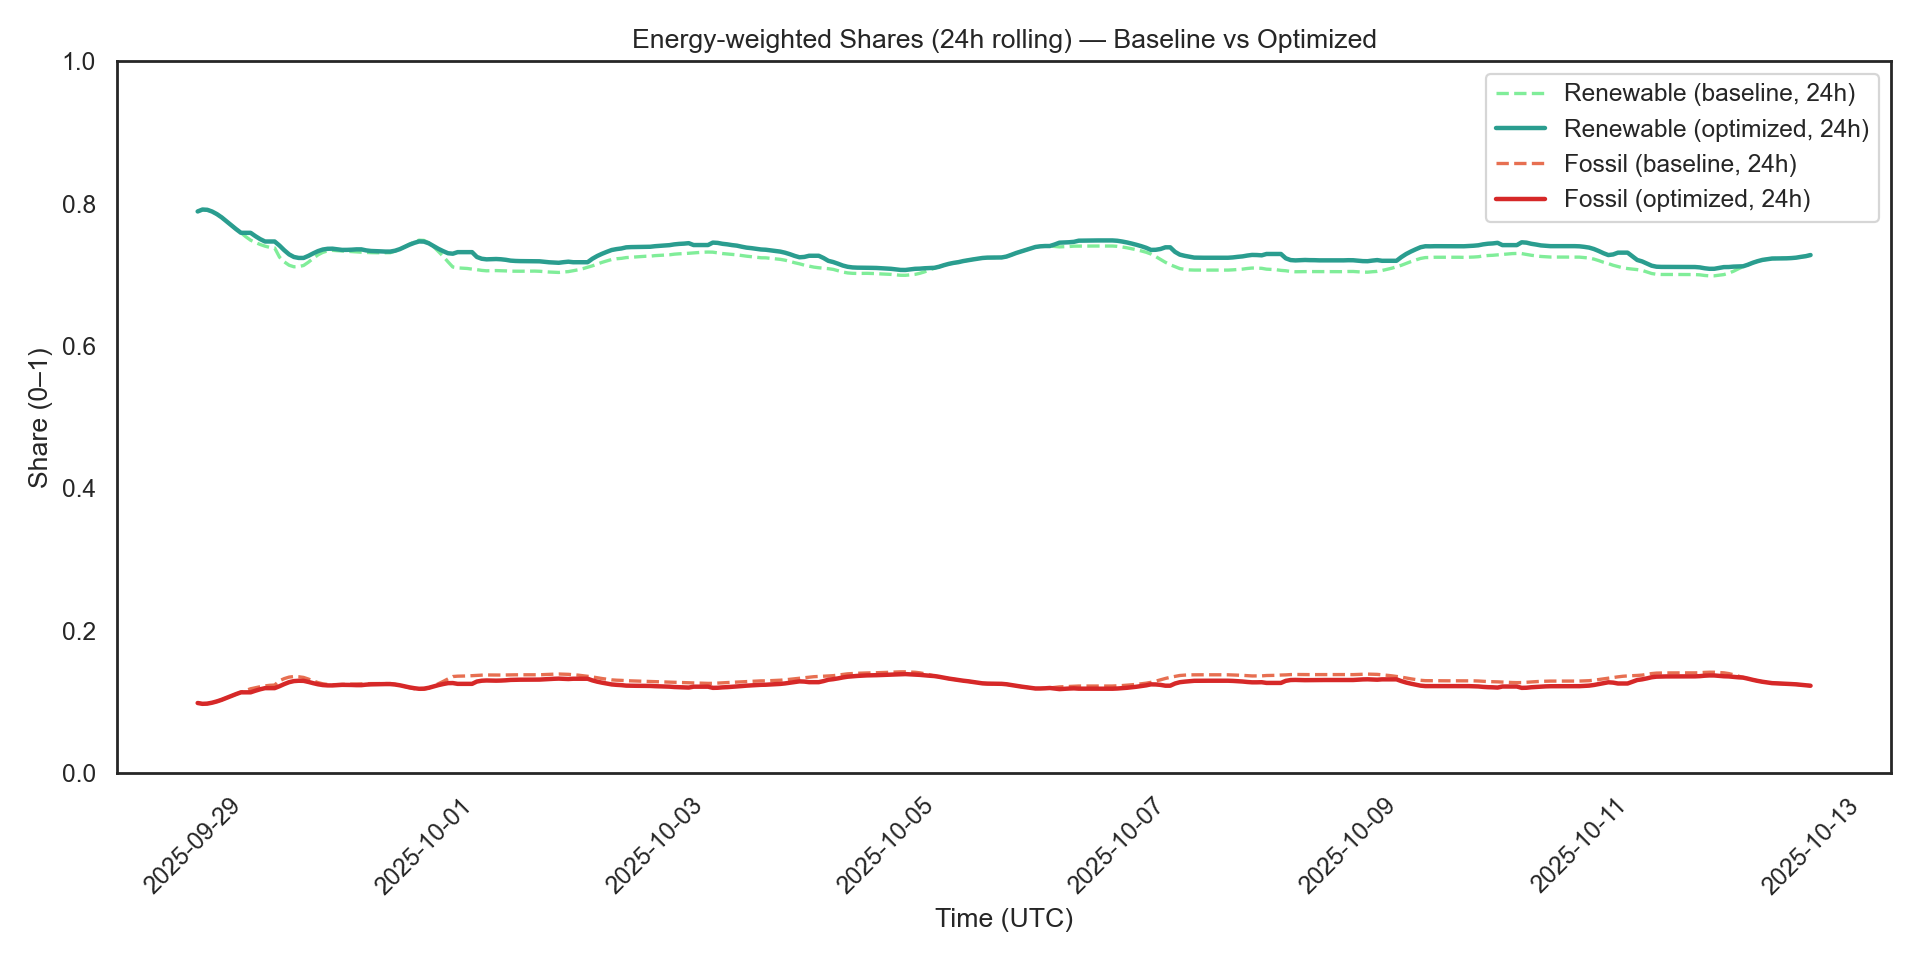 Energy-weighted Shares (24h rolling) — Baseline vs Optimized
1.0
0.8
0.6
0.4
0.2
0.0
Share (0–1)
Renewable (baseline, 24h)
Renewable (optimized, 24h)
Fossil (baseline, 24h)
Fossil (optimized, 24h)
2025-09-29
2025-10-01
2025-10-03
2025-10-05
2025-10-07
2025-10-09
2025-10-11
2025-10-13
Time (UTC)